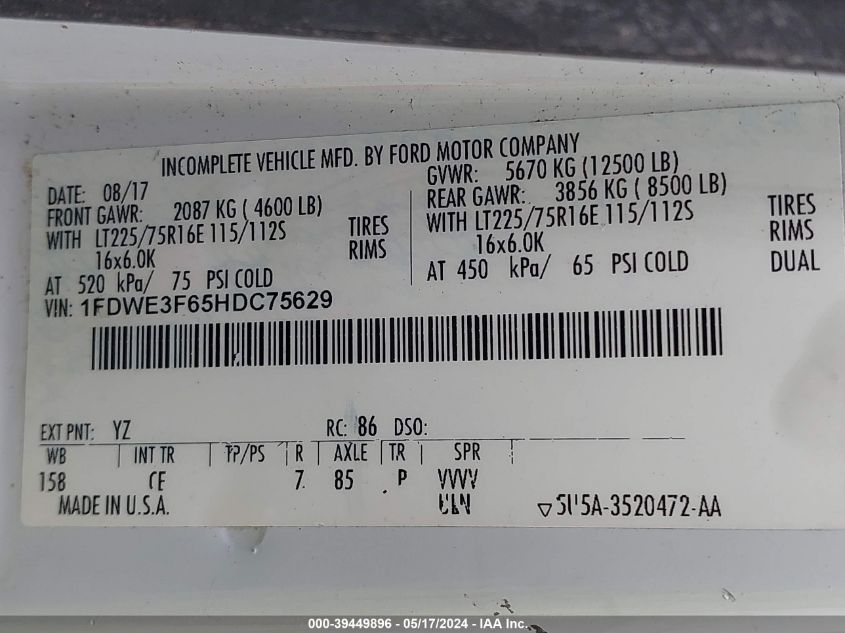 INCOMPLETE VEHICLE MFD. BY FORD MOTOR COMPANY
DATE: 08/17
FRONT GAWR: 2087 KG ( 4600 LB)
WITH LT225/75R16E 115/112S TIRES
16x6.0K RIMS
AT 520 kPa/ 75 PSI COLD
GVWR: 5670 KG (12500 LB)
REAR GAWR: 3856 KG ( 8500 LB)
WITH LT225/75R16E 115/112S TIRES
16x6.0K RIMS
AT 450 kPa/ 65 PSI COLD DUAL
VIN: 1FDWE3F65HDC75629
EXT PNT: YZ RC: 86 DSO:
WB INT TR TP/PS R AXLE TR SPR
158 CE 7 85 P VVVV
MADE IN U.S.A. -3520472-AA
000-39449896 - 05/17/2024 - IAA Inc.